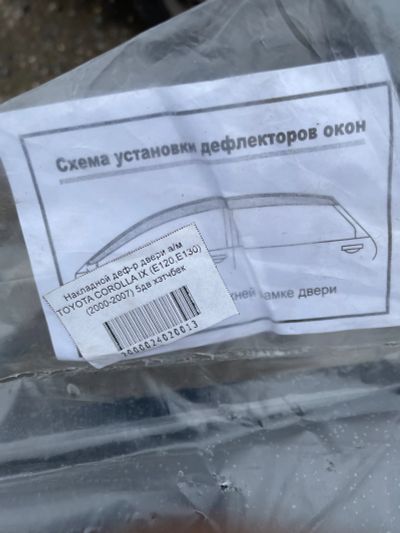 Схема установки дефлекторов окон
Накладной деф-р двери а/м
TOYOTA COROLLA IX (E120,E130)
(2000-2007) 5дв хэтчбек
2000024020013
рамке двери